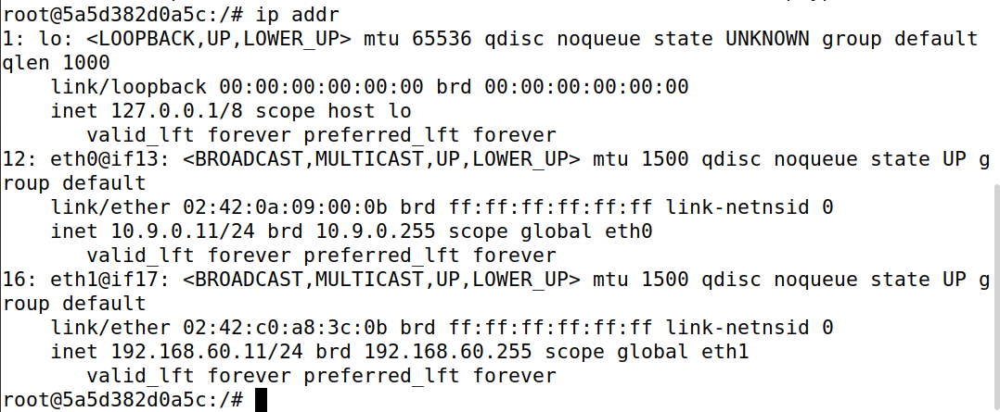 root@5a5d382d0a5c:/# ip addr
1: lo: <LOOPBACK,UP,LOWER_UP> mtu 65536 qdisc noqueue state UNKNOWN group default
qlen 1000
    link/loopback 00:00:00:00:00:00 brd 00:00:00:00:00:00
    inet 127.0.0.1/8 scope host lo
       valid_lft forever preferred_lft forever
12: eth0@if13: <BROADCAST,MULTICAST,UP,LOWER_UP> mtu 1500 qdisc noqueue state UP g
roup default
    link/ether 02:42:0a:09:00:0b brd ff:ff:ff:ff:ff:ff link-netnsid 0
    inet 10.9.0.11/24 brd 10.9.0.255 scope global eth0
       valid_lft forever preferred_lft forever
16: eth1@if17: <BROADCAST,MULTICAST,UP,LOWER_UP> mtu 1500 qdisc noqueue state UP g
roup default
    link/ether 02:42:c0:a8:3c:0b brd ff:ff:ff:ff:ff:ff link-netnsid 0
    inet 192.168.60.11/24 brd 192.168.60.255 scope global eth1
       valid_lft forever preferred_lft forever
root@5a5d382d0a5c:/#